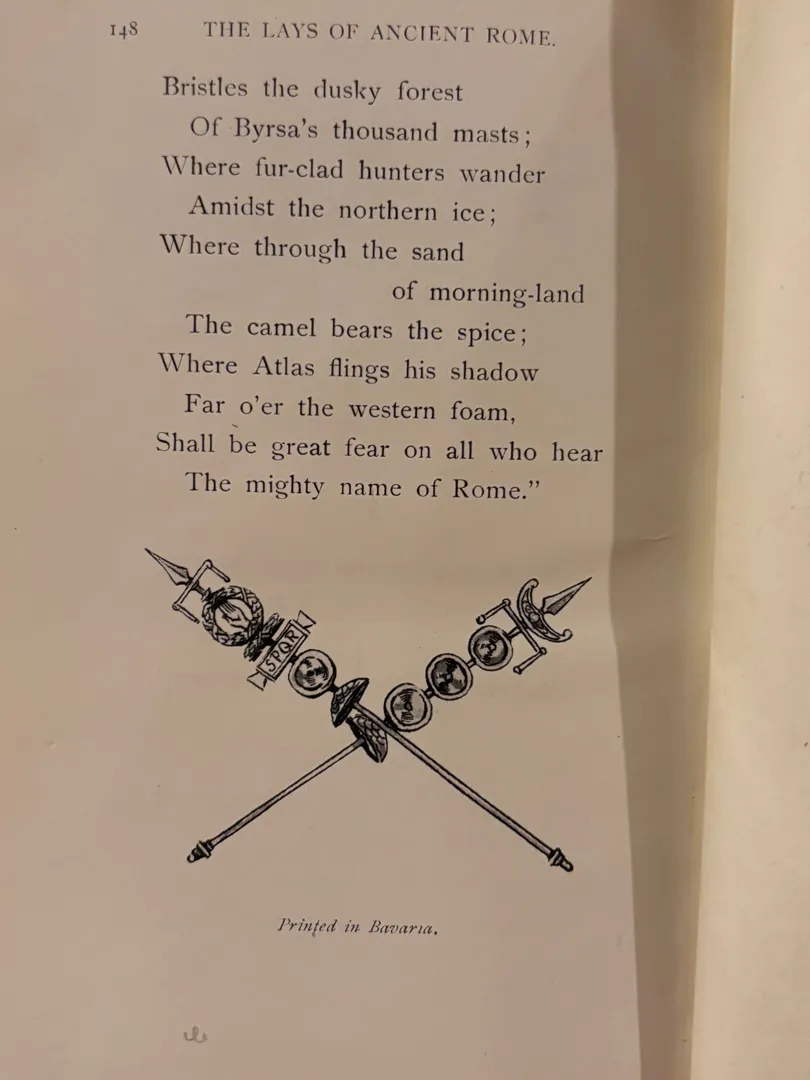 148 THE LAYS OF ANCIENT ROME.
Bristles the dusky forest
Of Byrsa's thousand masts;
Where fur-clad hunters wander
Amidst the northern ice;
Where through the sand
of morning-land
The camel bears the spice;
Where Atlas flings his shadow
Far o'er the western foam,
Shall be great fear on all who hear
The mighty name of Rome.”
SPQR
Printed in Bavaria.